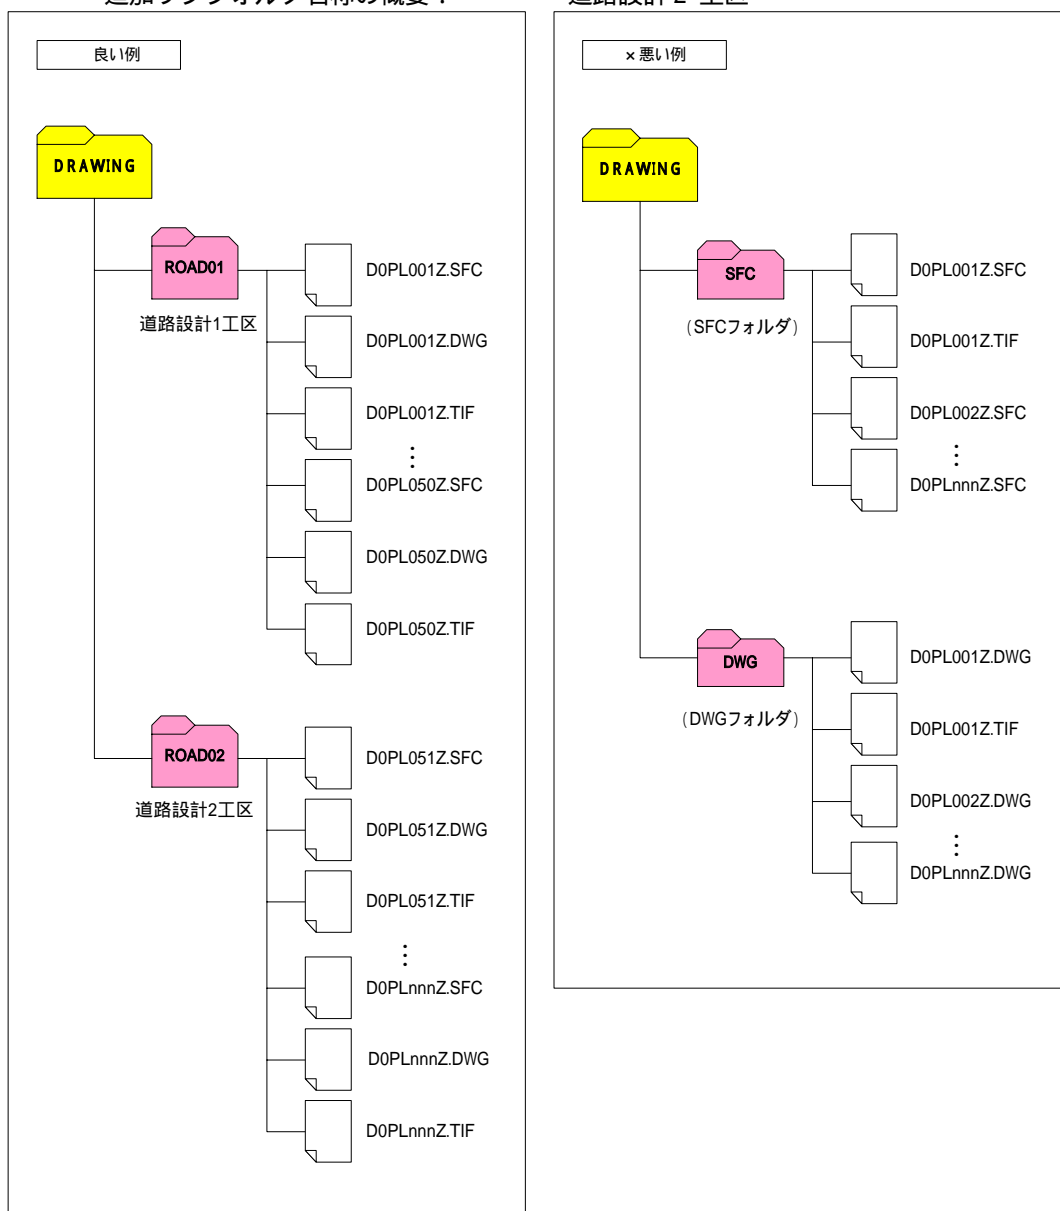 良い例
DRAWING
ROAD01
道路設計1工区
D0PL001Z.SFC
D0PL001Z.DWG
D0PL001Z.TIF
⋮
D0PL050Z.SFC
D0PL050Z.DWG
D0PL050Z.TIF
ROAD02
道路設計2工区
D0PL051Z.SFC
D0PL051Z.DWG
D0PL051Z.TIF
⋮
D0PLnnnZ.SFC
D0PLnnnZ.DWG
D0PLnnnZ.TIF
×悪い例
DRAWING
SFC
(SFCフォルダ)
D0PL001Z.SFC
D0PL001Z.TIF
D0PL002Z.SFC
⋮
D0PLnnnZ.SFC
DWG
(DWGフォルダ)
D0PL001Z.DWG
D0PL001Z.TIF
D0PL002Z.DWG
⋮
D0PLnnnZ.DWG